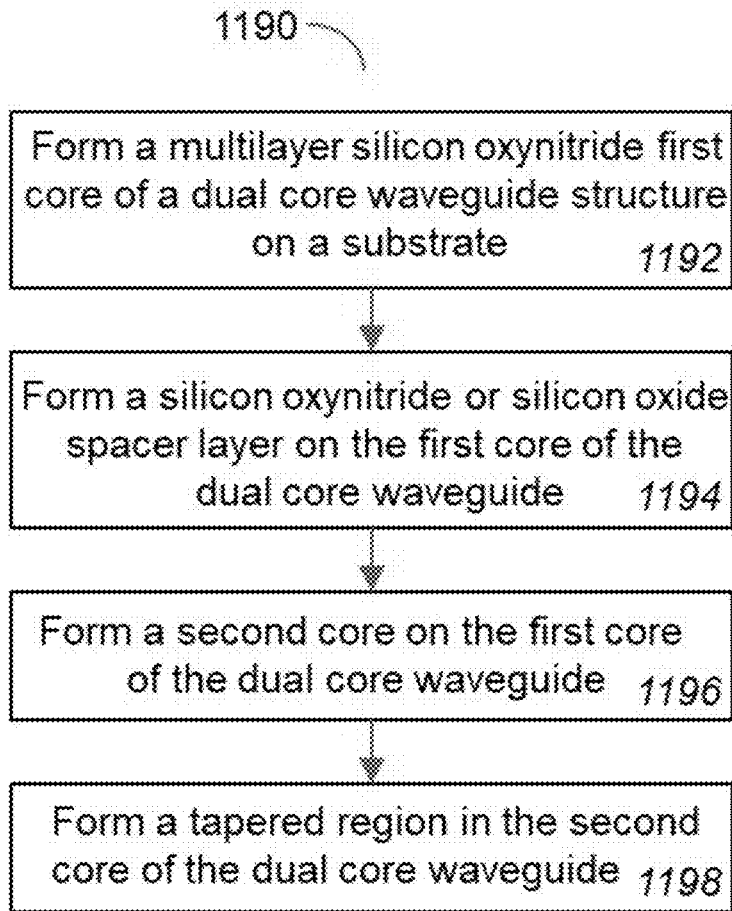 1190
Form a multilayer silicon oxynitride first
core of a dual core waveguide structure
on a substrate 1192
Form a silicon oxynitride or silicon oxide
spacer layer on the first core of the
dual core waveguide 1194
Form a second core on the first core
of the dual core waveguide 1196
Form a tapered region in the second
core of the dual core waveguide 1198